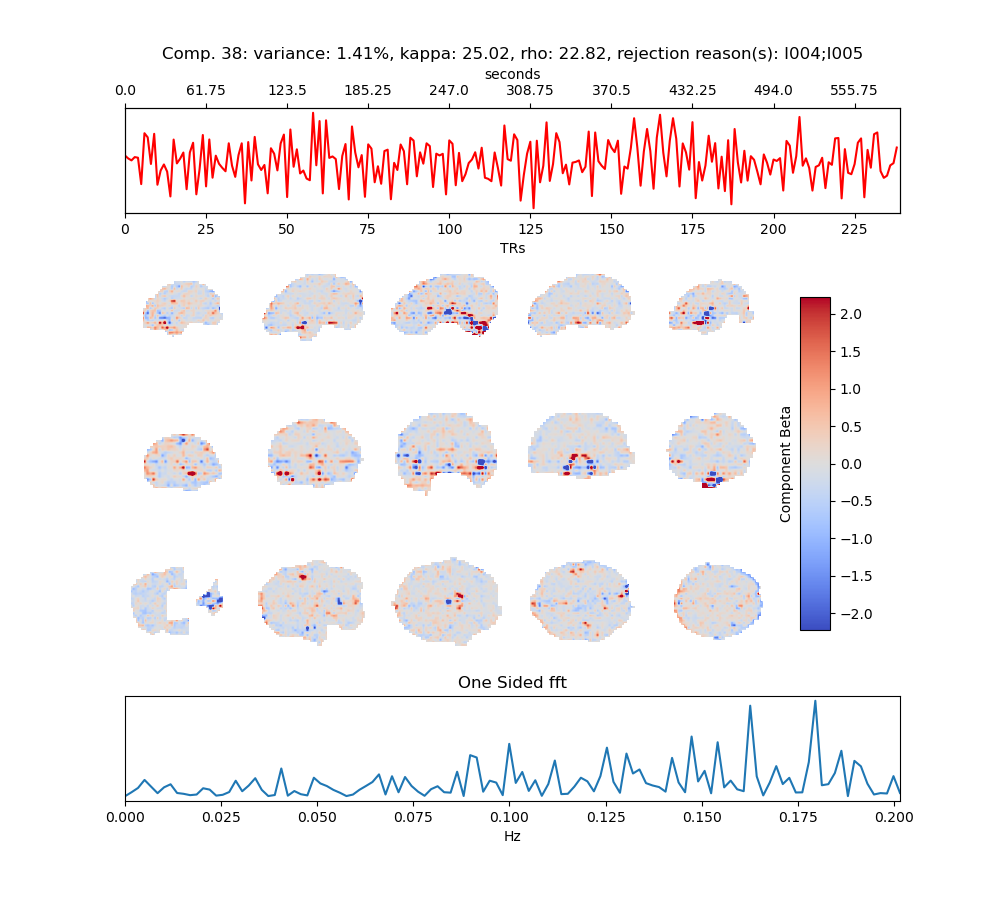 Comp. 38: variance: 1.41%, kappa: 25.02, rho: 22.82, rejection reason(s): I004;I005
seconds
0.0 61.75 123.5 185.25 247.0 308.75 370.5 432.25 494.0 555.75
0 25 50 75 100 125 150 175 200 225
TRs
2.0
1.5
1.0
0.5
0.0
−0.5
−1.0
−1.5
−2.0
Component Beta
One Sided fft
0.000 0.025 0.050 0.075 0.100 0.125 0.150 0.175 0.200
Hz